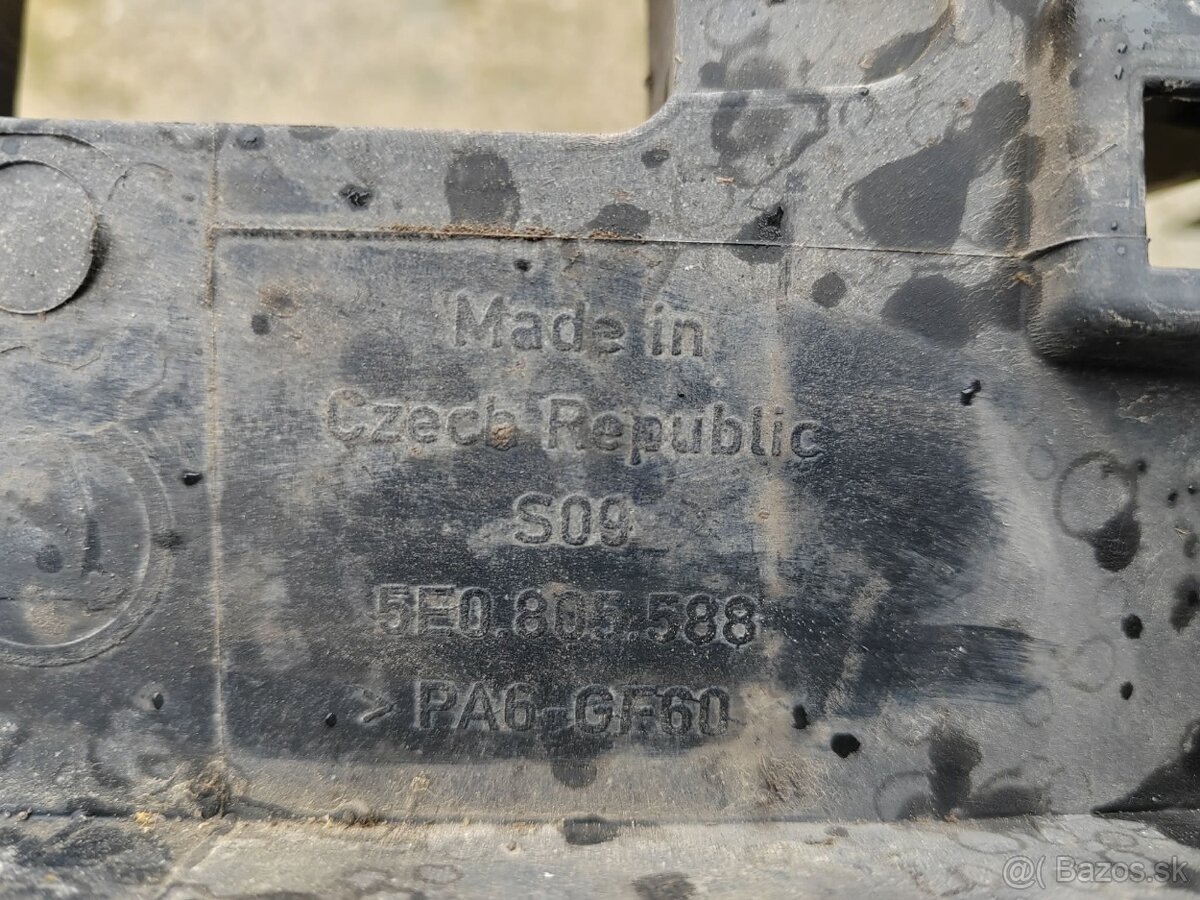 Made in
Czech Republic
S09
5E0.805.588
> PA6-GF60
@( Bazos.sk